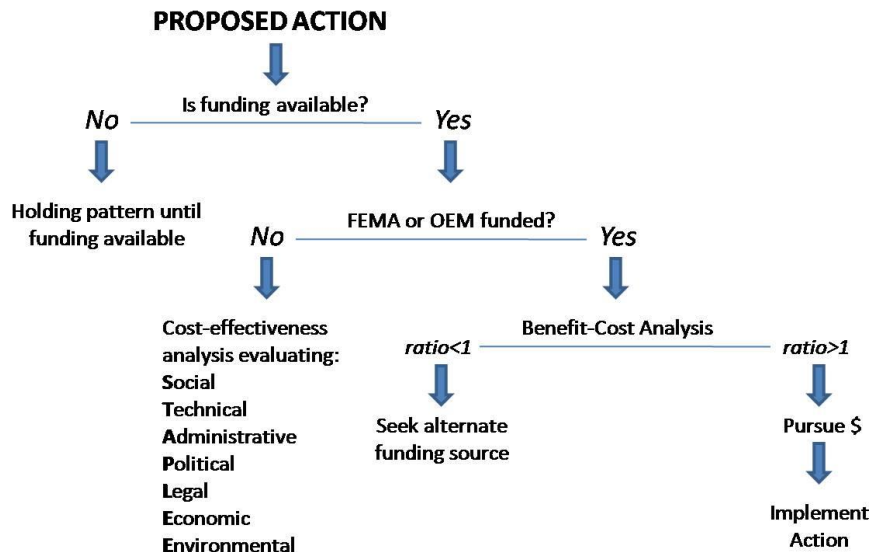 PROPOSED ACTION
Is funding available?
No
Yes
Holding pattern until
funding available
FEMA or OEM funded?
No
Yes
Cost-effectiveness
analysis evaluating:
Social
Technical
Administrative
Political
Legal
Economic
Environmental
Benefit-Cost Analysis
ratio<1
ratio>1
Seek alternate
funding source
Pursue $
Implement
Action